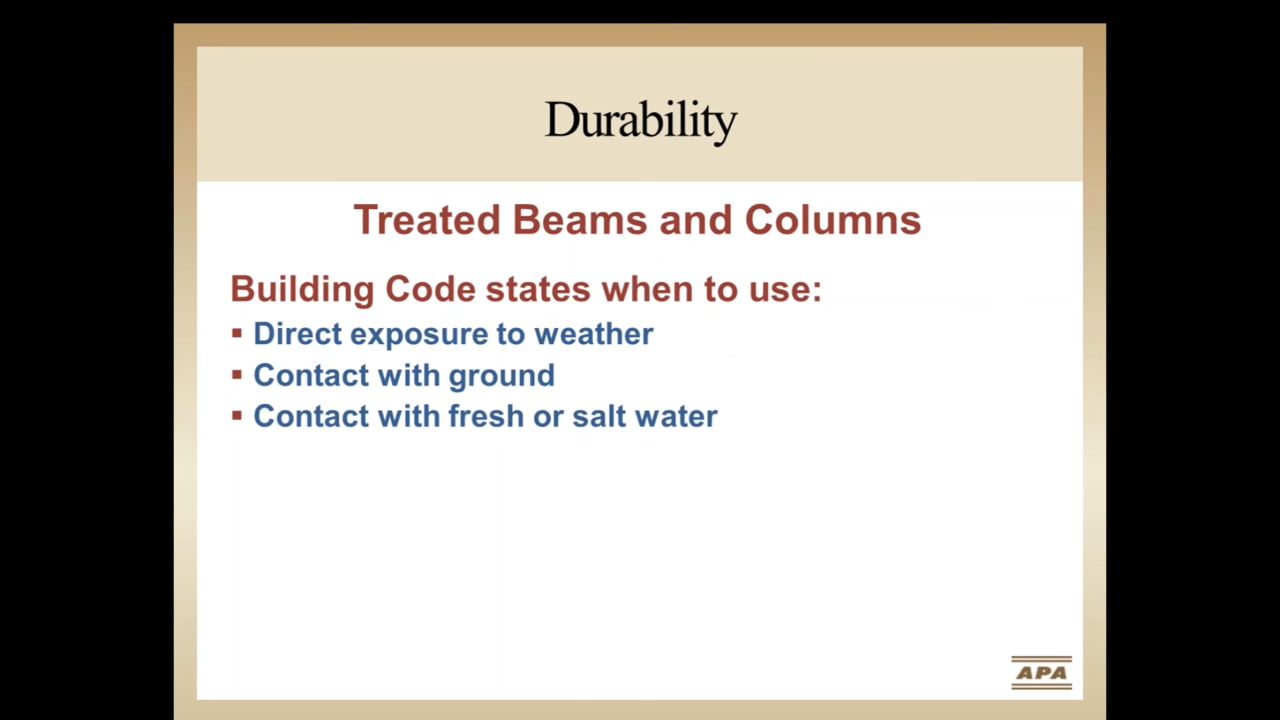 Durability
Treated Beams and Columns
Building Code states when to use:
▪ Direct exposure to weather
▪ Contact with ground
▪ Contact with fresh or salt water
APA